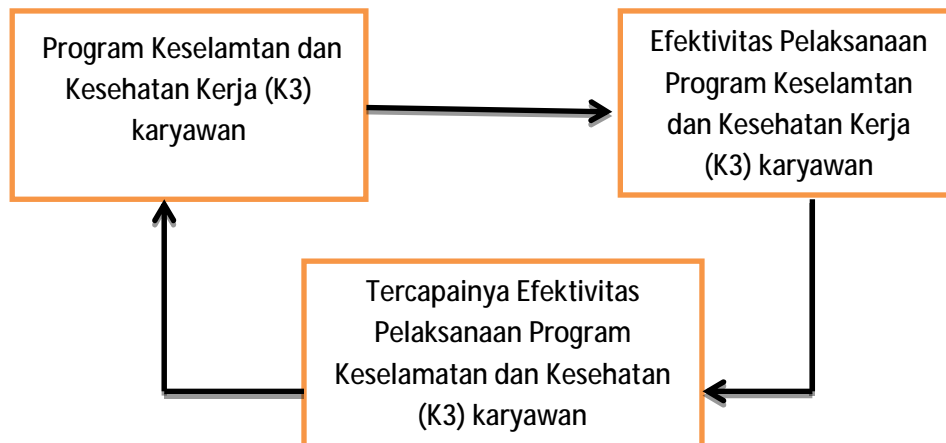 Program Keselamtan dan
Kesehatan Kerja (K3)
karyawan
Efektivitas Pelaksanaan
Program Keselamtan
dan Kesehatan Kerja
(K3) karyawan
Tercapainya Efektivitas
Pelaksanaan Program
Keselamatan dan Kesehatan
(K3) karyawan